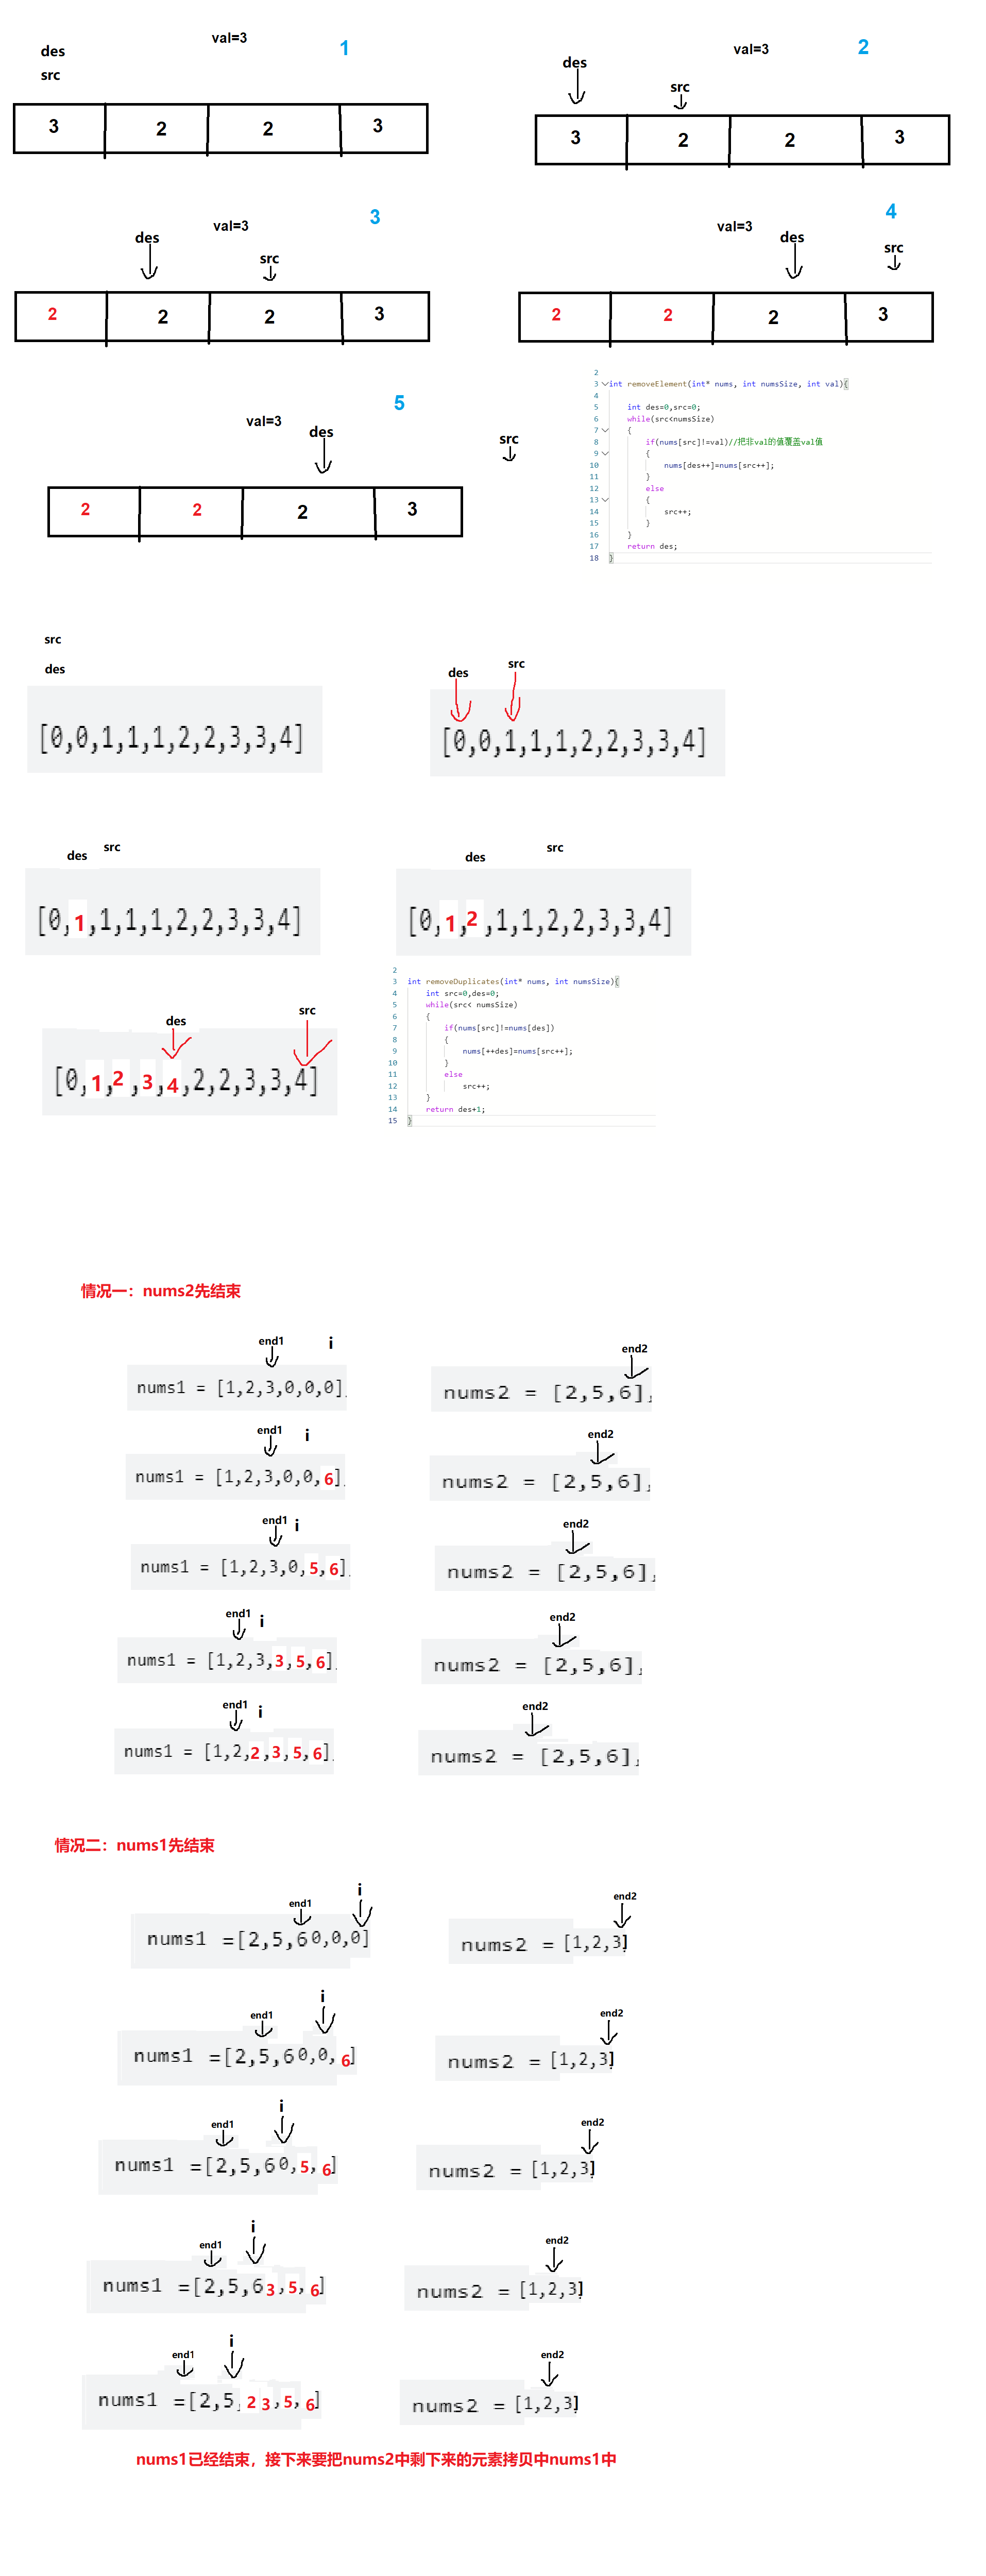 val=3
1
des
src
3 2 2 3
val=3
2
des
src
3 2 2 3
val=3
3
des
src
2 2 2 3
val=3
4
des
src
2 2 2 3
val=3
5
des
src
2 2 2 3
2
3 int removeElement(int* nums, int numsSize, int val){
4
5 int des=0,src=0;
6 while(src<numsSize)
7 {
8 if(nums[src]!=val)//把非val的值覆盖val值
9 {
10 nums[des++]=nums[src++];
11 }
12 else
13 {
14 src++;
15 }
16 }
17 return des;
18 }
src
des
[0,0,1,1,1,2,2,3,3,4]
des
src
[0,0,1,1,1,2,2,3,3,4]
des
src
[0,1,1,1,1,2,2,3,3,4]
des
src
[0,1,2,1,1,2,2,3,3,4]
des
src
[0,1,2,3,4,2,2,3,3,4]
2
3 int removeDuplicates(int* nums, int numsSize){
4 int src=0,des=0;
5 while(src< numsSize)
6 {
7 if(nums[src]!=nums[des])
8 {
9 nums[++des]=nums[src++];
10 }
11 else
12 src++;
13 }
14 return des+1;
15 }
情况一：nums2先结束
end1 i
end2
nums1 = [1,2,3,0,0,0],
nums2 = [2,5,6],
end1 i
end2
nums1 = [1,2,3,0,0,6],
nums2 = [2,5,6],
end1 i
end2
nums1 = [1,2,3,0,5,6],
nums2 = [2,5,6],
end1 i
end2
nums1 = [1,2,3,3,5,6],
nums2 = [2,5,6],
end1 i
end2
nums1 = [1,2,2,3,5,6],
nums2 = [2,5,6],
情况二：nums1先结束
end1 i
end2
nums1 =[2,5,60,0,0]
nums2 = [1,2,3]
end1 i
end2
nums1 =[2,5,60,0,6]
nums2 = [1,2,3]
end1 i
end2
nums1 =[2,5,60,5,6]
nums2 = [1,2,3]
end1 i
end2
nums1 =[2,5,63,5,6]
nums2 = [1,2,3]
end1 i
end2
nums1 =[2,5,2 3,5,6]
nums2 = [1,2,3]
nums1已经结束，接下来要把nums2中剩下来的元素拷贝中nums1中